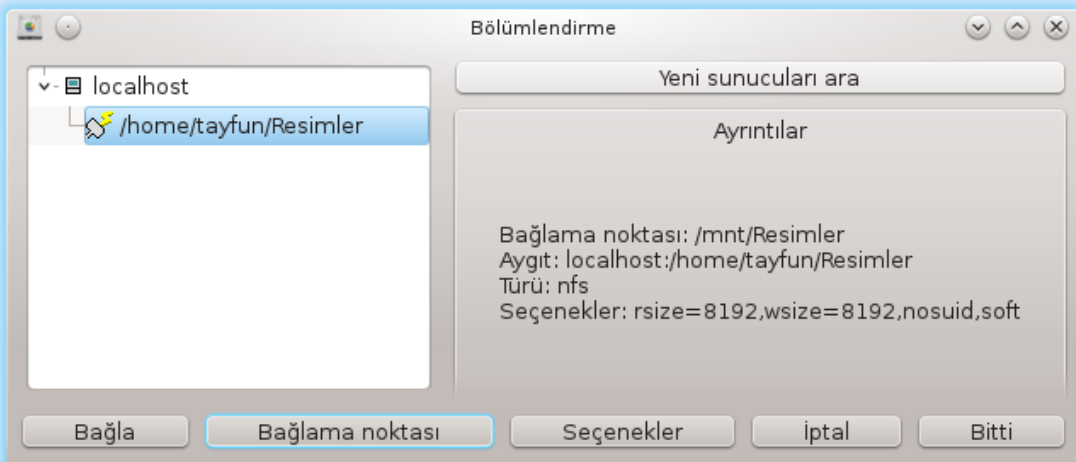 Bölümlendirme
localhost
/home/tayfun/Resimler
Yeni sunucuları ara
Ayrıntılar
Bağlama noktası: /mnt/Resimler
Aygıt: localhost:/home/tayfun/Resimler
Türü: nfs
Seçenekler: rsize=8192,wsize=8192,nosuid,soft
Bağla
Bağlama noktası
Seçenekler
İptal
Bitti